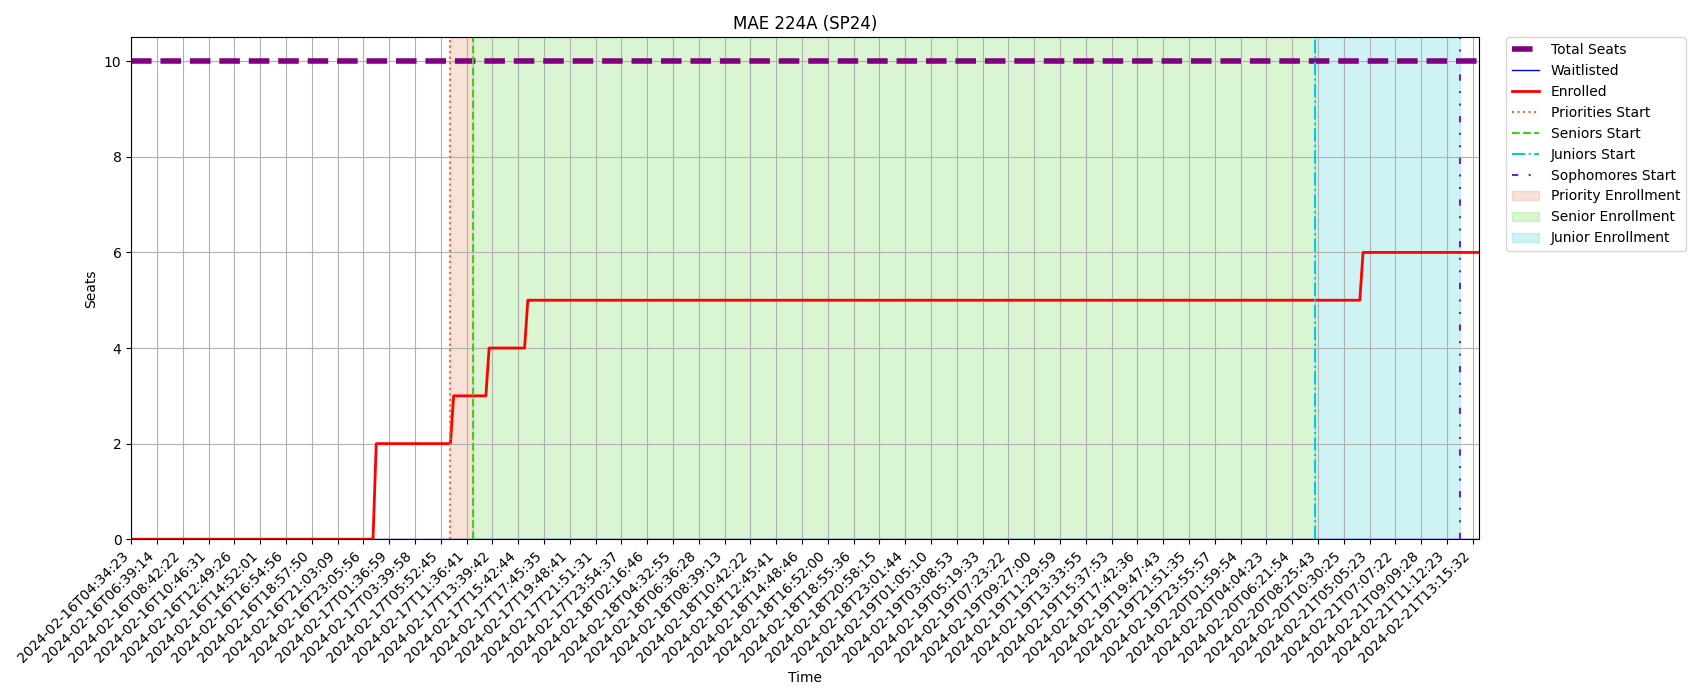 MAE 224A (SP24)
Seats
10
8
6
4
2
0
2024-02-16T04:34:23
2024-02-16T06:39:14
2024-02-16T08:42:22
2024-02-16T10:46:31
2024-02-16T12:49:26
2024-02-16T14:52:01
2024-02-16T16:54:56
2024-02-16T18:57:50
2024-02-16T21:03:09
2024-02-16T23:05:56
2024-02-17T01:36:59
2024-02-17T03:39:58
2024-02-17T05:52:45
2024-02-17T11:36:41
2024-02-17T13:39:42
2024-02-17T15:42:44
2024-02-17T17:45:35
2024-02-17T19:48:41
2024-02-17T21:51:31
2024-02-17T23:54:37
2024-02-18T02:16:46
2024-02-18T04:32:55
2024-02-18T06:36:28
2024-02-18T08:39:13
2024-02-18T10:42:22
2024-02-18T12:45:41
2024-02-18T14:48:46
2024-02-18T16:52:00
2024-02-18T18:55:36
2024-02-18T20:58:15
2024-02-18T23:01:44
2024-02-19T01:05:10
2024-02-19T03:08:53
2024-02-19T05:19:33
2024-02-19T07:23:22
2024-02-19T09:27:00
2024-02-19T11:29:59
2024-02-19T13:33:55
2024-02-19T15:37:53
2024-02-19T17:42:36
2024-02-19T19:47:43
2024-02-19T21:51:35
2024-02-19T23:55:57
2024-02-20T01:59:54
2024-02-20T04:04:23
2024-02-20T06:21:54
2024-02-20T08:25:43
2024-02-20T10:30:25
2024-02-21T05:05:23
2024-02-21T07:07:22
2024-02-21T09:09:28
2024-02-21T11:12:23
2024-02-21T13:15:32
Time
Total Seats
Waitlisted
Enrolled
Priorities Start
Seniors Start
Juniors Start
Sophomores Start
Priority Enrollment
Senior Enrollment
Junior Enrollment